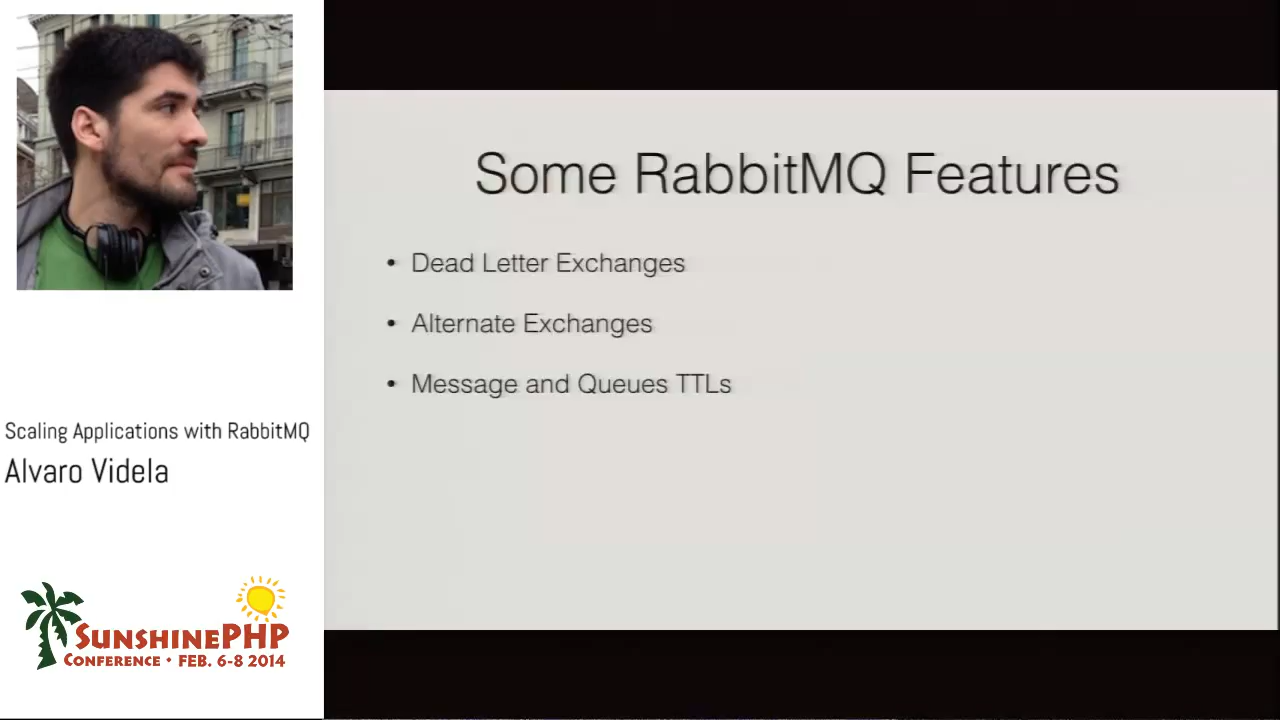 Some RabbitMQ Features
• Dead Letter Exchanges
• Alternate Exchanges
• Message and Queues TTLs
Scaling Applications with RabbitMQ
Alvaro Videla
SUNSHINEPHP
CONFERENCE • FEB. 6-8 2014